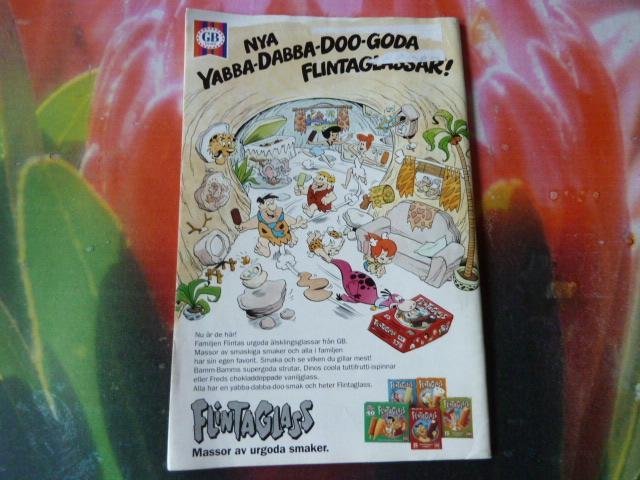 GB
NYA
YABBA-DABBA-DOO-GODA
FLINTAGLASSAR!
FLINTAGLASS
Nu är de här!
Familjen Flintas urgoda älsklingsglassar från GB.
Massor av smaskiga smaker och alla i familjen
har sin egen favorit. Smaka och se vilken du gillar mest!
Bamm-Bamms supergoda strutar, Dinos coola tuttifrutti-ispinnar
eller Freds chokladdoppade vaniljglass.
Alla har en yabba-dabba-doo-smak och heter Flintaglass.
FLINTAGLASS
Massor av urgoda smaker.